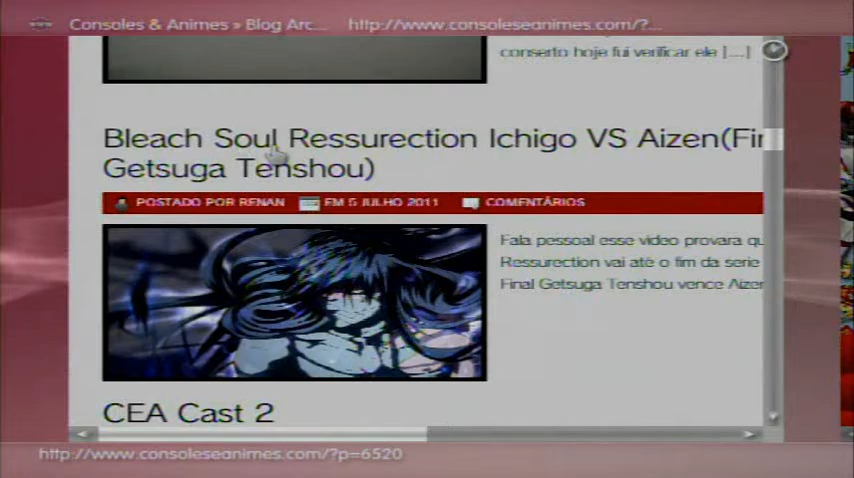 Consoles & Animes » Blog Arc... http://www.consoleseanimes.com/?...
conserto hoje fui verificar ele [...]
Bleach Soul Ressurection Ichigo VS Aizen(Fin
Getsuga Tenshou)
POSTADO POR RENAN EM 5 JULHO 2011 COMENTÁRIOS
Fala pessoal esse video provara qu
Ressurection vai até o fim da serie
Final Getsuga Tenshou vence Aizen
CEA Cast 2
http://www.consoleseanimes.com/?p=6520